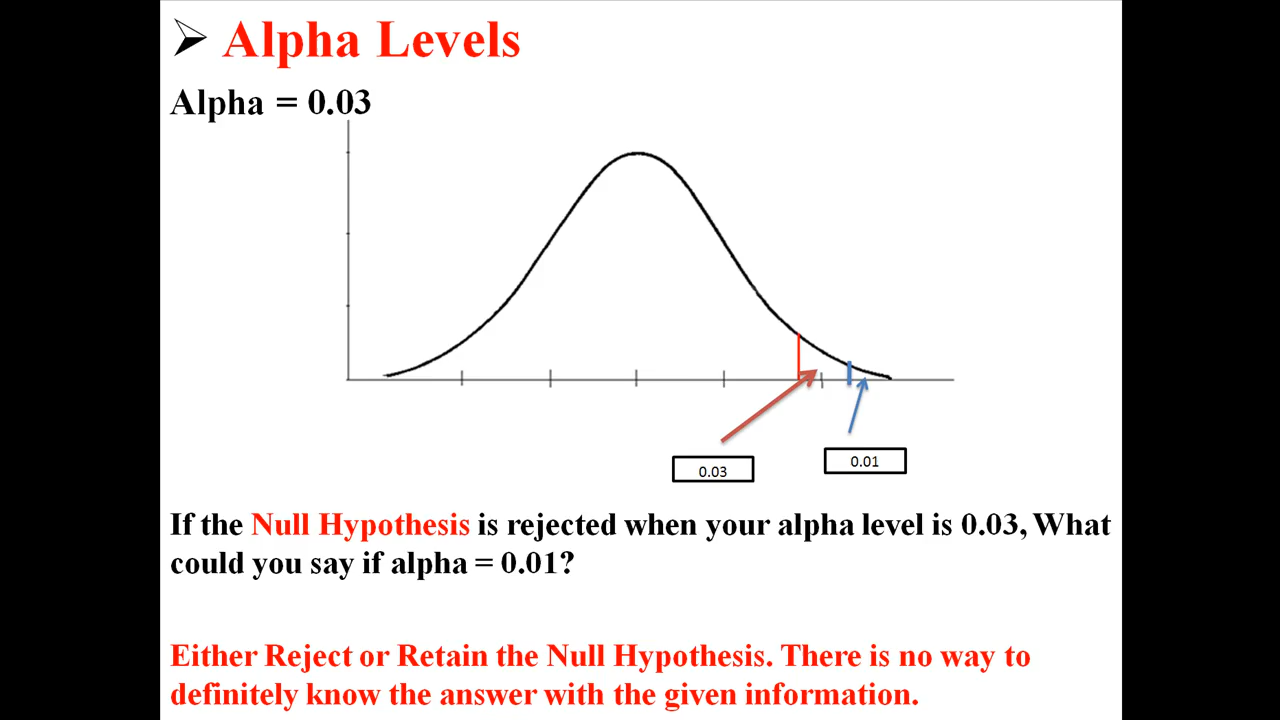 Alpha Levels
Alpha = 0.03
0.03
0.01
If the Null Hypothesis is rejected when your alpha level is 0.03, What
could you say if alpha = 0.01?
Either Reject or Retain the Null Hypothesis. There is no way to
definitely know the answer with the given information.